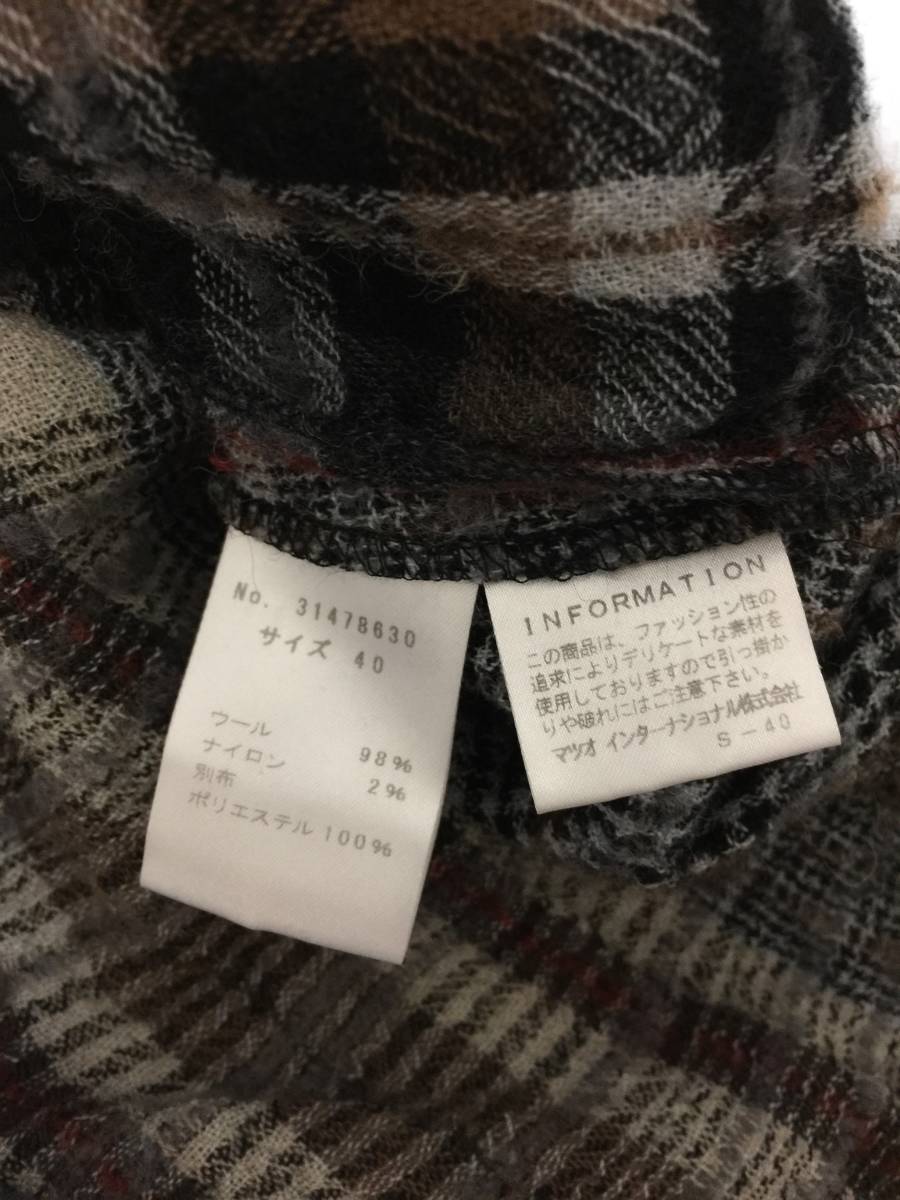 No. 31478630
サイズ 40
ウール 98%
ナイロン 2%
別布
ポリエステル 100%
INFORMATION
この商品は、ファッション性の
追求によりデリケートな素材を
使用しておりますので引っ掛か
りや破れにはご注意下さい。
マツオ インターナショナル株式会社
S-40